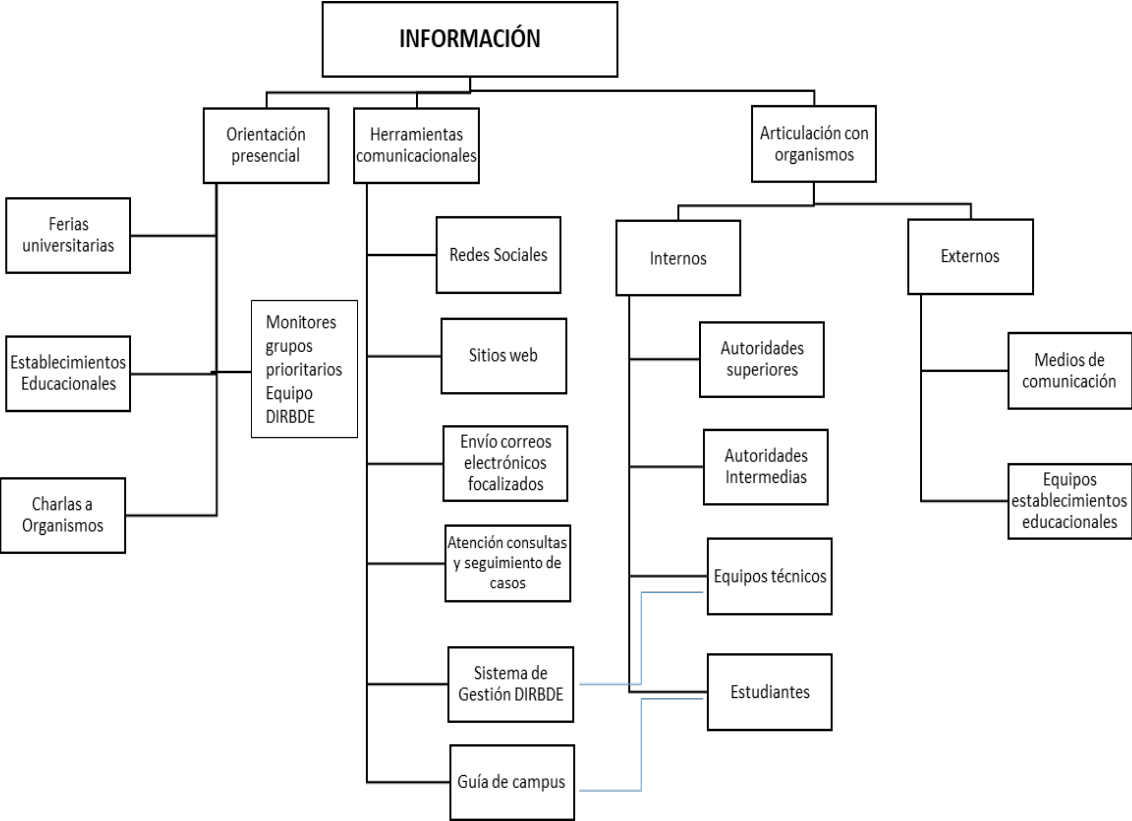 INFORMACIÓN
Orientación
presencial
Herramientas
comunicacionales
Articulación con
organismos
Ferias
universitarias
Establecimientos
Educacionales
Charlas a
Organismos
Monitores
grupos
prioritarios
Equipo
DIRBDE
Redes Sociales
Sitios web
Envío correos
electrónicos
focalizados
Atención consultas
y seguimiento de
casos
Sistema de
Gestión DIRBDE
Guía de campus
Internos
Autoridades
superiores
Autoridades
Intermedias
Equipos técnicos
Estudiantes
Externos
Medios de
comunicación
Equipos
establecimientos
educacionales